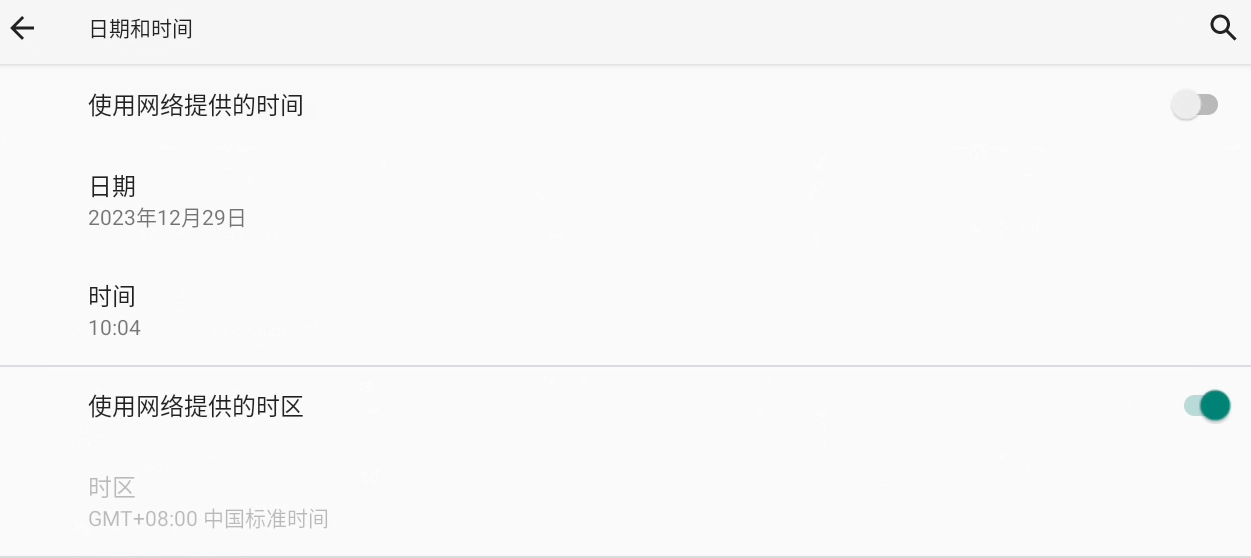 日期和时间
使用网络提供的时间
日期
2023年12月29日
时间
10:04
使用网络提供的时区
时区
GMT+08:00 中国标准时间